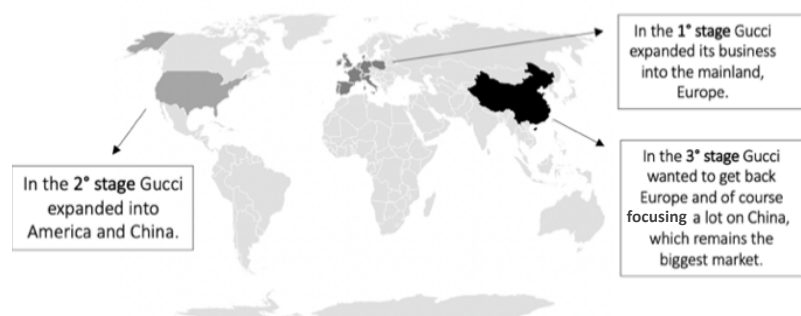 In the 1° stage Gucci
expanded its business
into the mainland,
Europe.
In the 2° stage Gucci
expanded into
America and China.
In the 3° stage Gucci
wanted to get back
Europe and of course
focusing a lot on China,
which remains the
biggest market.